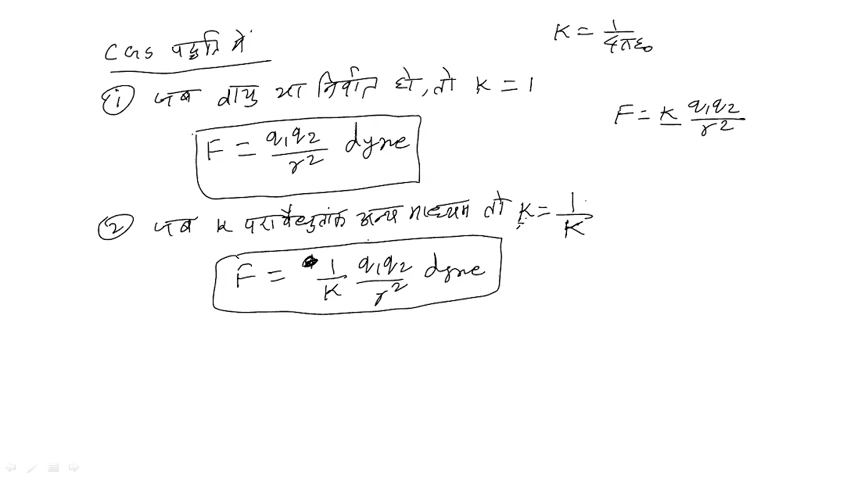 CGS पद्धति में
K = 1/4πε₀
① जब वायु या निर्वात हो, तो K = 1
F = q₁q₂/r² dyne
F = K q₁q₂/r²
② जब K परावैद्युतांक अन्य माध्यम तो K = 1/K
F = 1/K q₁q₂/r² dyne